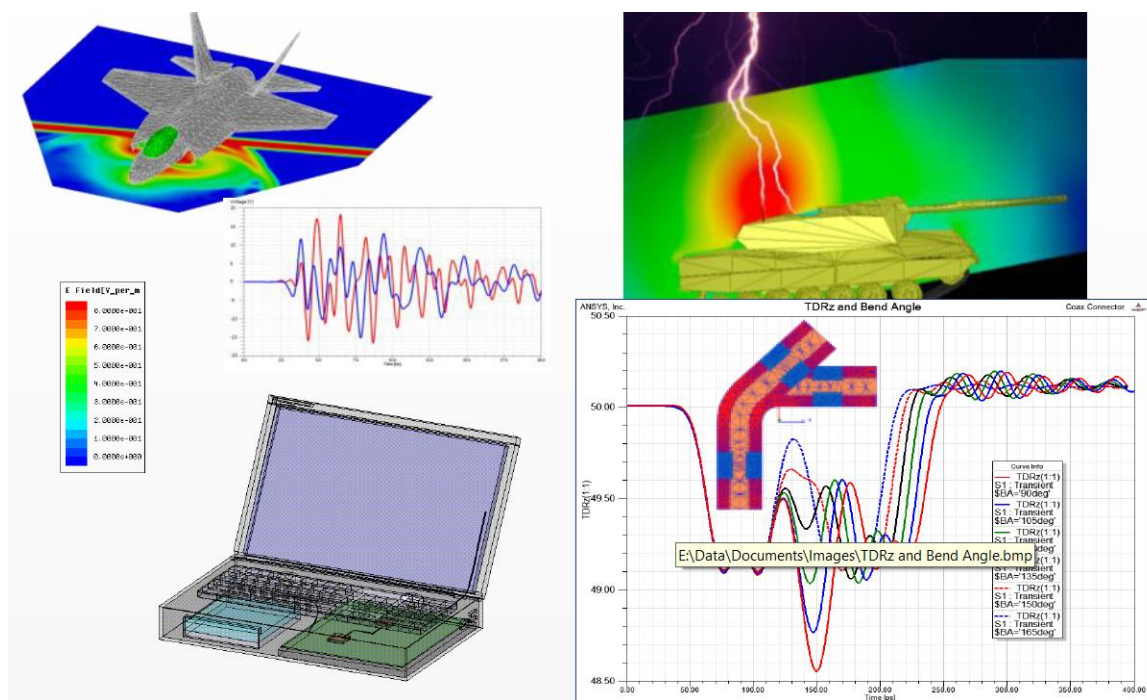 Voltage [V]
E Field[V_per_m
8.0000e-001
7.0000e-001
6.0000e-001
5.0000e-001
4.0000e-001
3.0000e-001
2.0000e-001
1.0000e-001
0.0000e+000
ANSYS, Inc.
TDRz and Bend Angle
Coax Connector
50.50
50.00
49.50
49.00
48.50
TDRz(1:1)
Curve Info
TDRz(1:1)
S1 : Transient
$BA='90deg'
TDRz(1:1)
S1 : Transient
$BA='105deg'
TDRz(1:1)
S1 : Transient
E:\Data\Documents\Images\TDRz and Bend Angle.bmp
S1 : Transient
$BA='135deg'
TDRz(1:1)
S1 : Transient
$BA='150deg'
TDRz(1:1)
S1 : Transient
$BA='165deg'
0.00
50.00
100.00
150.00
200.00
250.00
300.00
350.00
400.00
Time [ps]